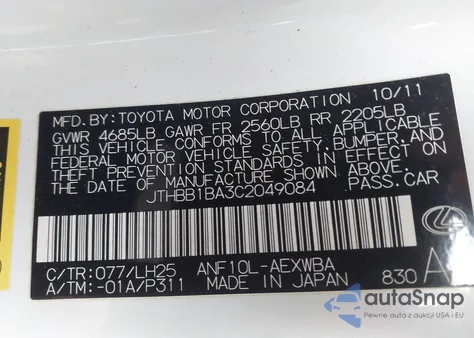 MFD. BY: TOYOTA MOTOR CORPORATION 10/11
GVWR 4685LB GAWR FR 2560LB RR 2205LB
THIS VEHICLE CONFORMS TO ALL APPLICABLE
FEDERAL MOTOR VEHICLE SAFETY, BUMPER, AND
THEFT PREVENTION STANDARDS IN EFFECT ON
THE DATE OF MANUFACTURE SHOWN ABOVE.
JTHBB1BA3C2049084 PASS. CAR
C/TR: 077/LH25 ANF10L-AEXWBA A
A/TM: -01A/P311 MADE IN JAPAN 830
autaSnap
Pewne auta z aukcji USA i EU